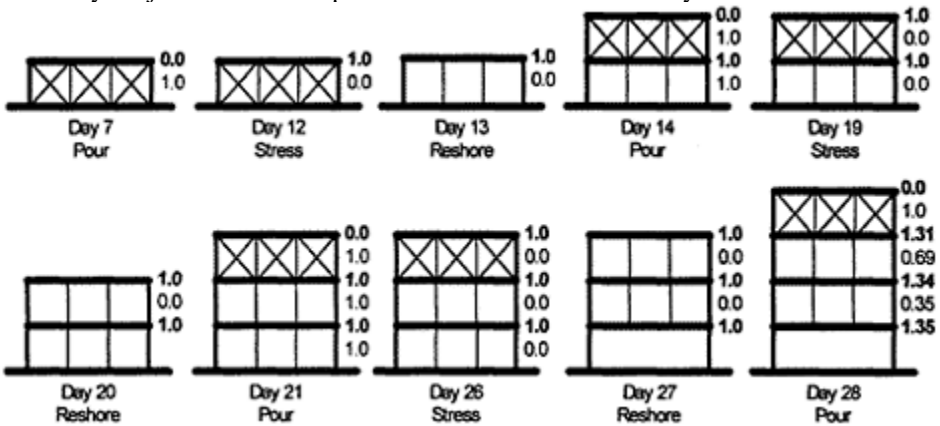 0.0
1.0
Day 7
Pour
1.0
0.0
Day 12
Stress
1.0
0.0
Day 13
Reshore
0.0
1.0
1.0
1.0
Day 14
Pour
1.0
0.0
1.0
0.0
Day 19
Stress
1.0
0.0
1.0
Day 20
Reshore
0.0
1.0
1.0
1.0
1.0
1.0
Day 21
Pour
1.0
0.0
1.0
0.0
1.0
0.0
Day 26
Stress
1.0
0.0
1.0
0.0
1.0
Day 27
Reshore
0.0
1.0
1.31
0.69
1.34
0.35
1.35
Day 28
Pour